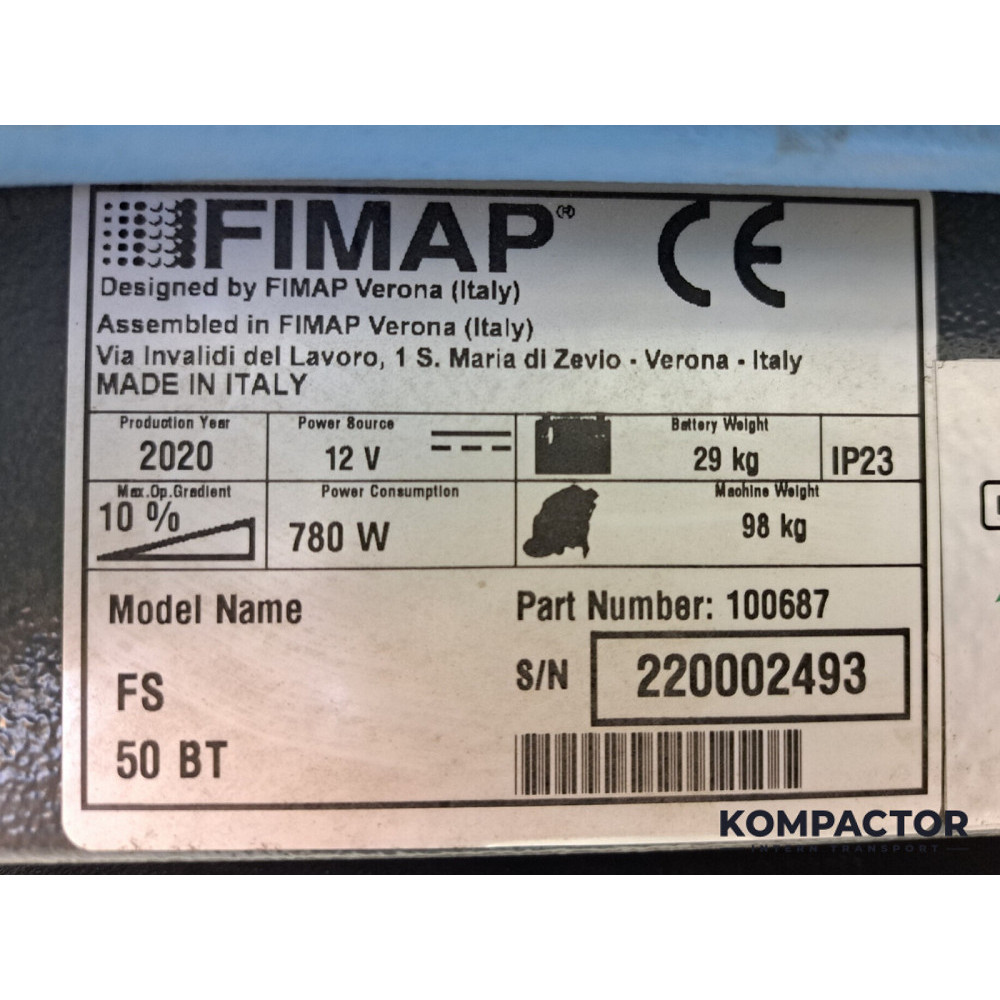 FIMAP® CE
Designed by FIMAP Verona (Italy)
Assembled in FIMAP Verona (Italy)
Via Invalidi del Lavoro, 1 S. Maria di Zevio - Verona - Italy
MADE IN ITALY
Production Year Power Source Battery Weight
2020 12 V 29 kg IP23
Max.Op.Gradient Power Consumption Machine Weight
10 % 780 W 98 kg
Model Name Part Number: 100687
FS S/N 220002493
50 BT
KOMPACTOR
INTERN TRANSPORT